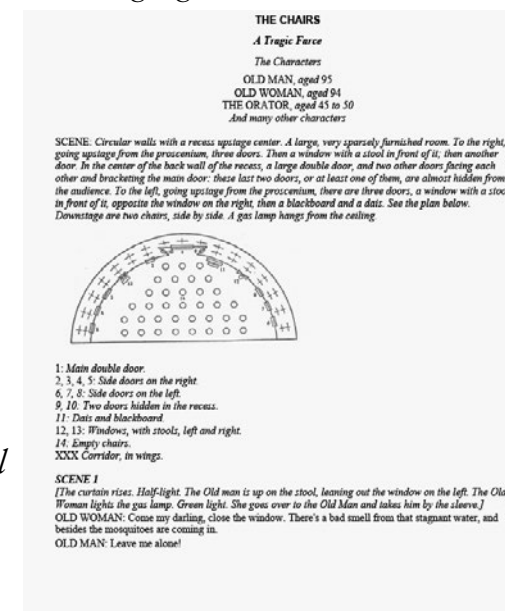 THE CHAIRS
A Tragic Farce
The Characters
OLD MAN, aged 95
OLD WOMAN, aged 94
THE ORATOR, aged 45 to 50
And many other characters
SCENE: Circular walls with a recess upstage center. A large, very sparsely furnished room. To the right,
going upstage from the proscenium, three doors. Then a window with a stool in front of it; then another
door. In the center of the back wall of the recess, a large double door, and two other doors facing each
other and bracketing the main door: these last two doors, or at least one of them, are almost hidden from
the audience. To the left, going upstage from the proscenium, there are three doors, a window with a stoo
in front of it, opposite the window on the right, then a blackboard and a dais. See the plan below.
Downstage are two chairs, side by side. A gas lamp hangs from the ceiling.
1: Main double door.
2, 3, 4, 5: Side doors on the right.
6, 7, 8: Side doors on the left.
9, 10: Two doors hidden in the recess.
11: Dais and blackboard.
12, 13: Windows, with stools, left and right.
14: Empty chairs.
XXX Corridor, in wings.
SCENE 1
[The curtain rises. Half-light. The Old man is up on the stool, leaning out the window on the left. The Old
Woman lights the gas lamp. Green light. She goes over to the Old Man and takes him by the sleeve.]
OLD WOMAN: Come my darling, close the window. There's a bad smell from that stagnant water, and
besides the mosquitoes are coming in.
OLD MAN: Leave me alone!